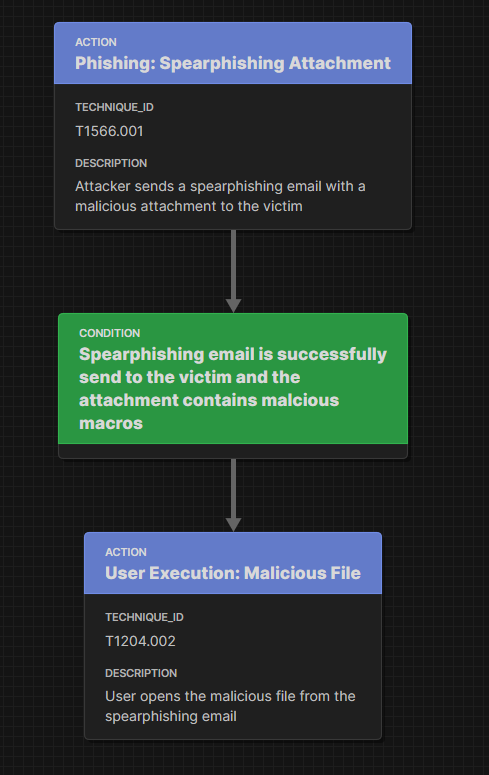 ACTION
Phishing: Spearphishing Attachment
TECHNIQUE_ID
T1566.001
DESCRIPTION
Attacker sends a spearphishing email with a
malicious attachment to the victim
CONDITION
Spearphishing email is successfully
send to the victim and the
attachment contains malcious
macros
ACTION
User Execution: Malicious File
TECHNIQUE_ID
T1204.002
DESCRIPTION
User opens the malicious file from the
spearphishing email